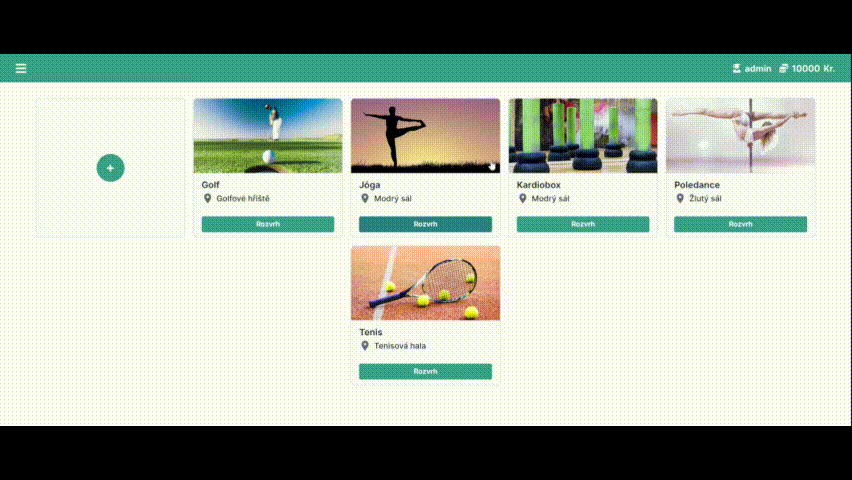 admin 10000 Kr.
+
Golf
Golfové hřiště
Rozvrh
Jóga
Modrý sál
Rozvrh
Kardiobox
Modrý sál
Rozvrh
Poledance
Žlutý sál
Rozvrh
Tenis
Tenisová hala
Rozvrh